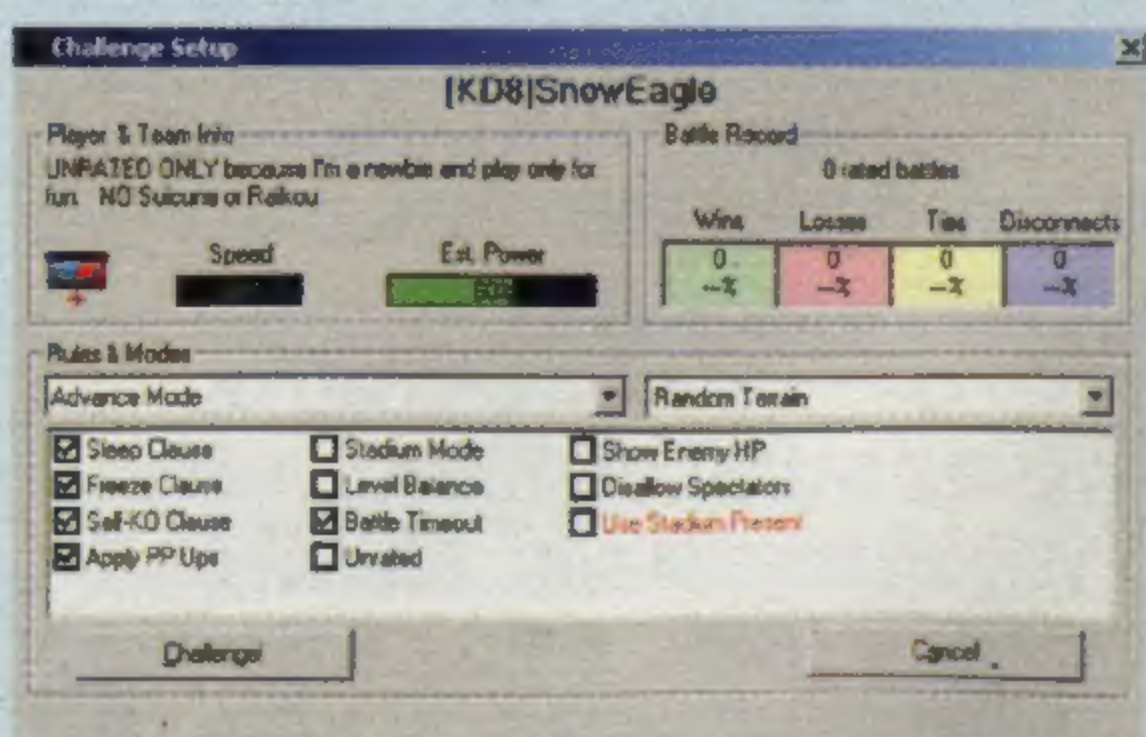 Challenge Setup
[KD8]SnowEagle
Player & Team Info
UNRATED ONLY because I'm a newbie and play only for
fun. NO Suicune or Raikou
Speed
Est. Power
Battle Record
0 rated battles
Wins Losses Ties Disconnects
0 0 0 0
--% --% --% --%
Rules & Modes
Advance Mode
Random Terrain
Sleep Clause
Freeze Clause
Self-KO Clause
Apply PP Ups
Stadium Mode
Level Balance
Battle Timeout
Unrated
Show Enemy HP
Disallow Spectators
Use Stadium Present
Challenge!
Cancel